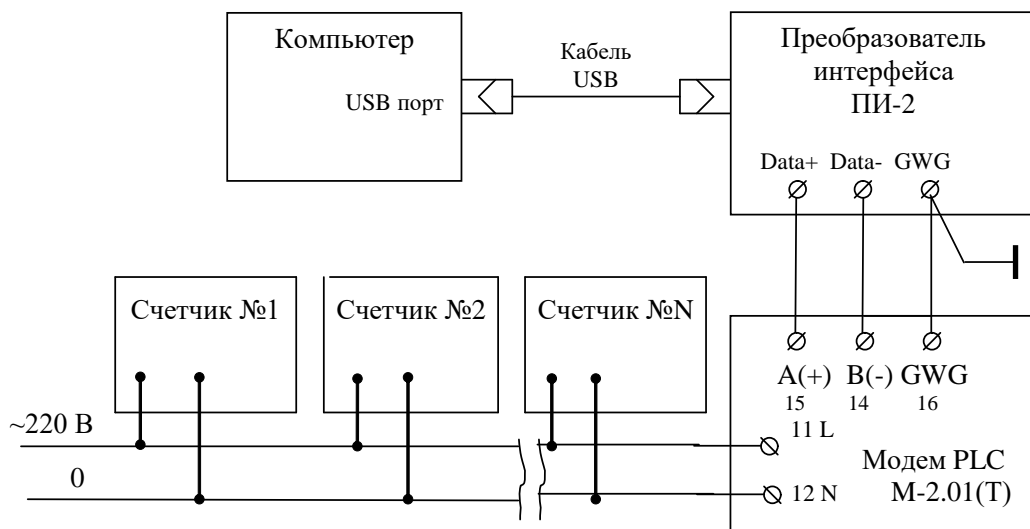 Компьютер
USB порт
Кабель
USB
Преобразователь
интерфейса
ПИ-2
Data+ Data- GWG
Счетчик №1
Счетчик №2
Счетчик №N
A(+) B(-) GWG
15 14 16
~220 В
11 L
0
Модем PLC
12 N
М-2.01(Т)